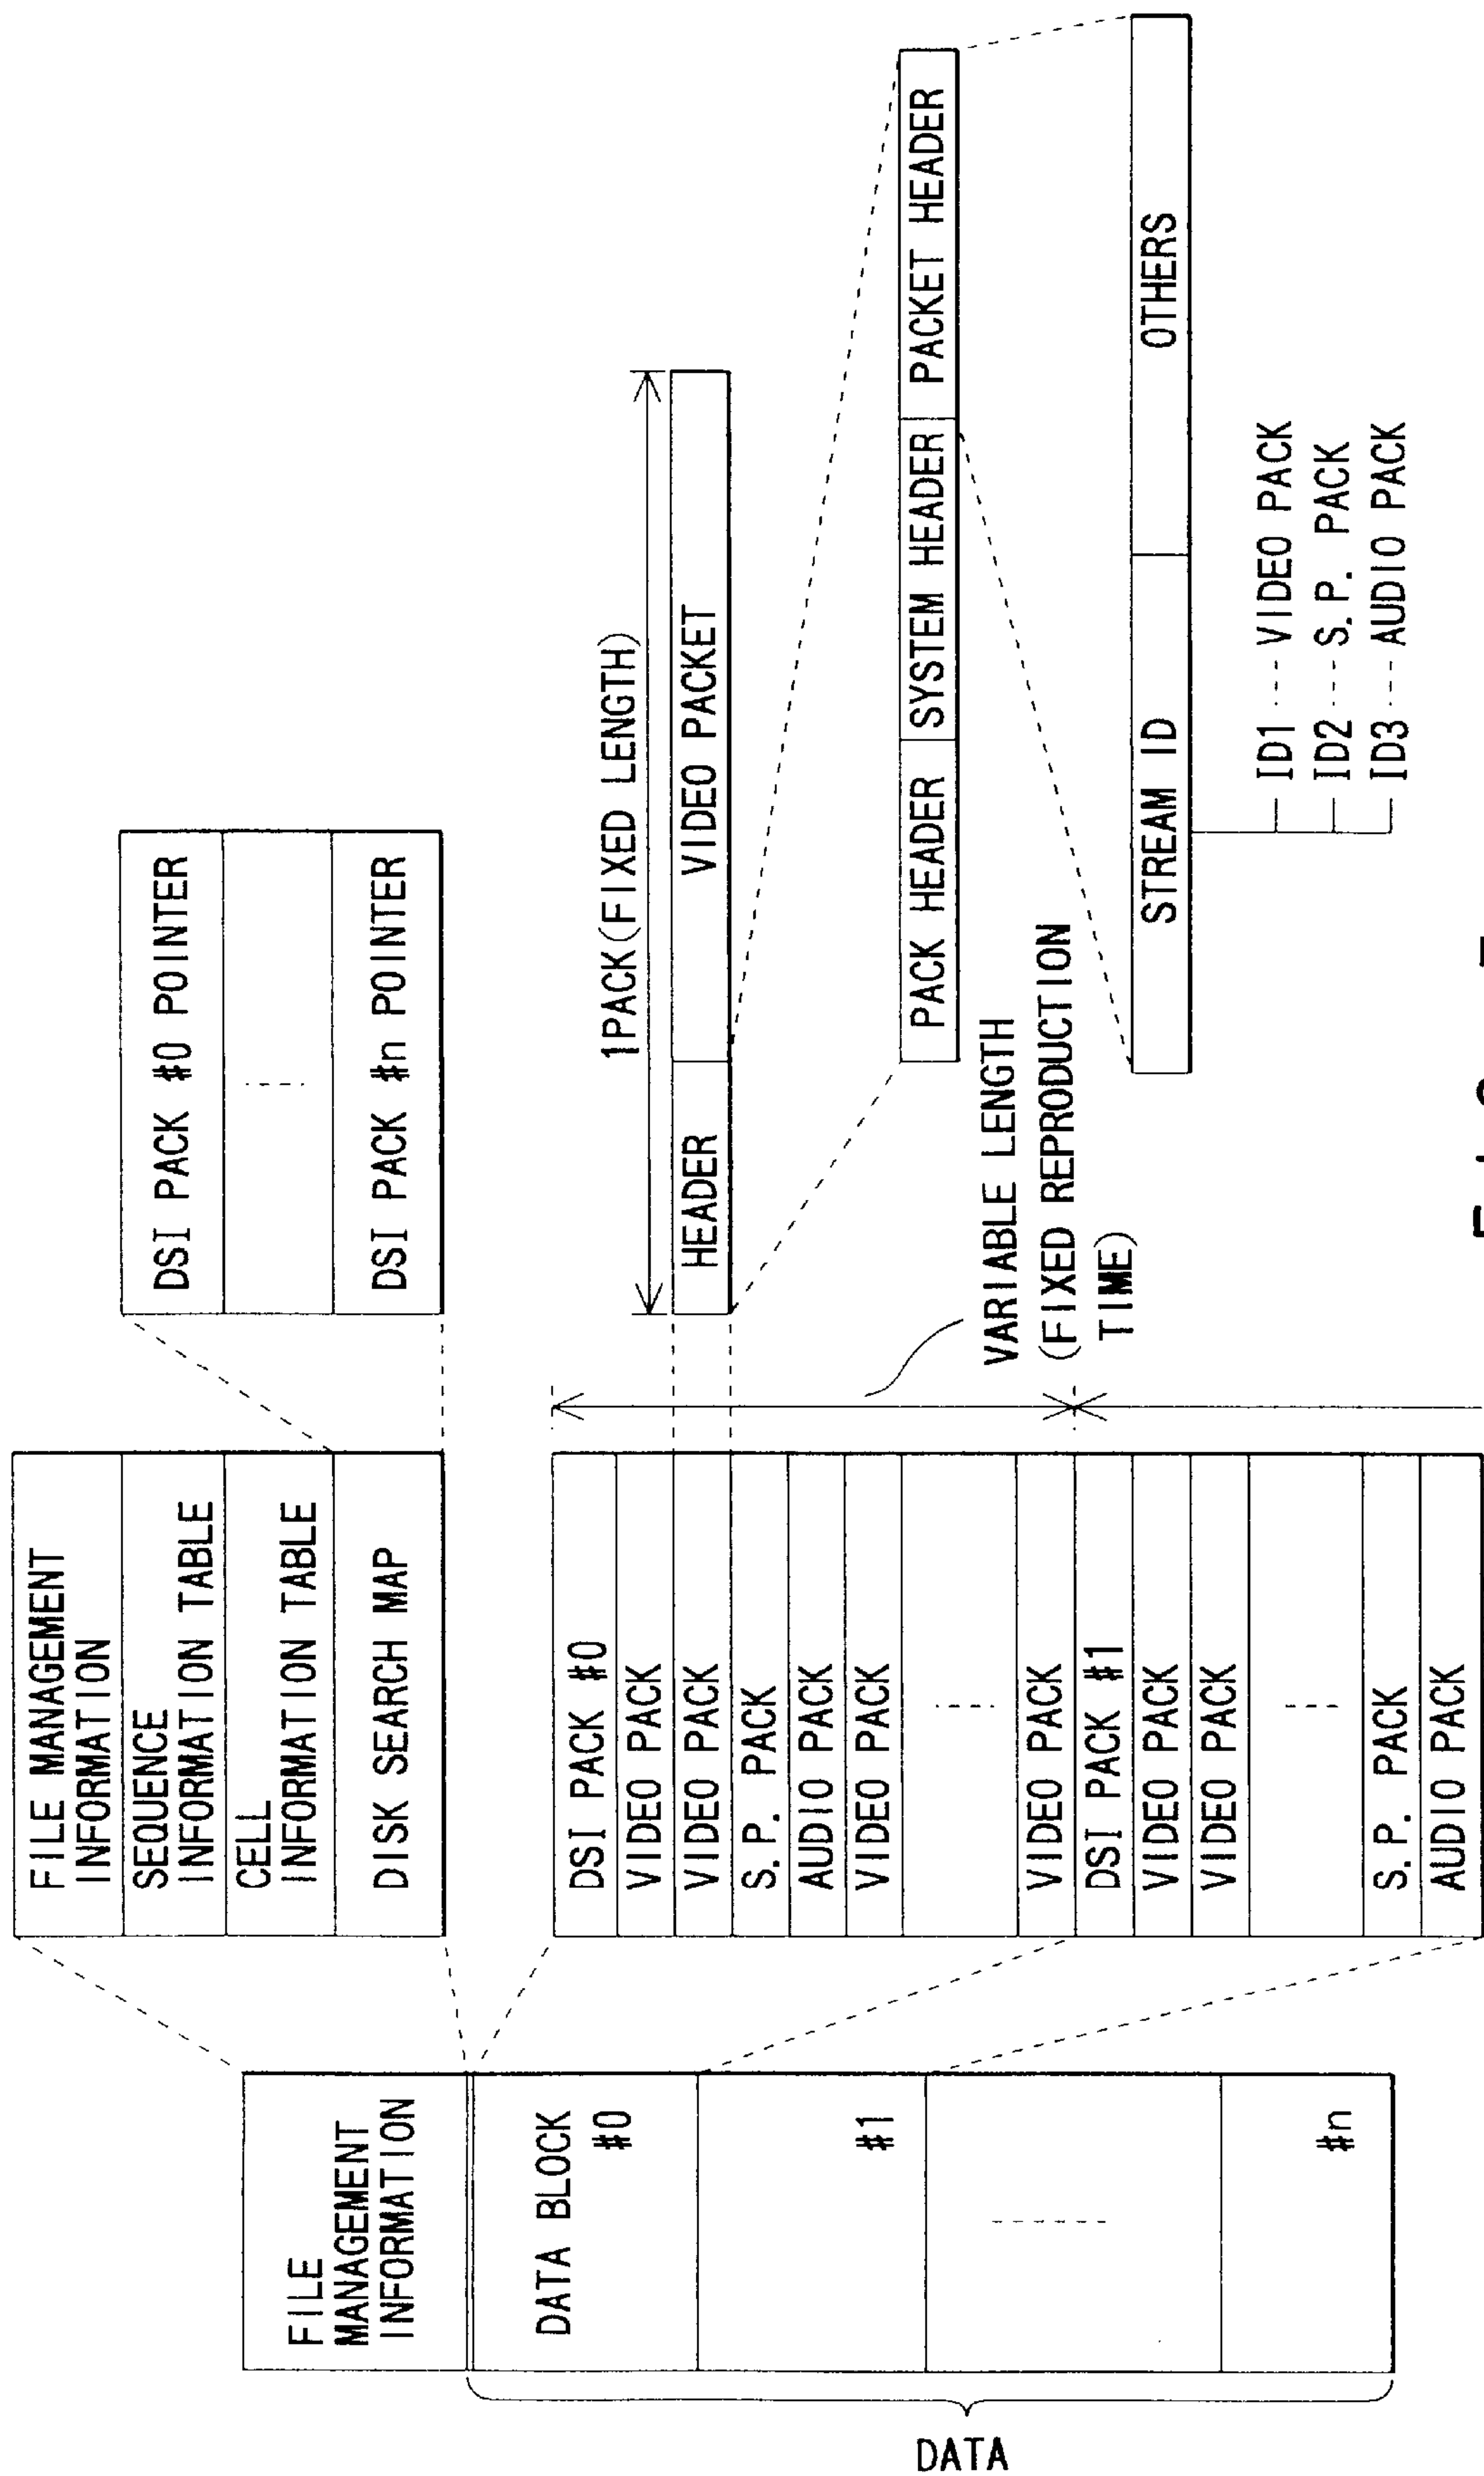 FILE
MANAGEMENT
INFORMATION
DATA BLOCK
#0
#1
#n
DATA
FILE MANAGEMENT
INFORMATION
SEQUENCE
INFORMATION TABLE
CELL
INFORMATION TABLE
DISK SEARCH MAP
DSI PACK #0
VIDEO PACK
VIDEO PACK
S.P. PACK
AUDIO PACK
VIDEO PACK
VIDEO PACK
DSI PACK #1
VIDEO PACK
VIDEO PACK
S.P. PACK
AUDIO PACK
DSI PACK #0 POINTER
DSI PACK #n POINTER
1PACK(FIXED LENGTH)
HEADER
VIDEO PACKET
VARIABLE LENGTH
(FIXED REPRODUCTION
TIME)
PACK HEADER
SYSTEM HEADER
PACKET HEADER
STREAM ID
OTHERS
ID1 VIDEO PACK
ID2 S.P. PACK
ID3 AUDIO PACK